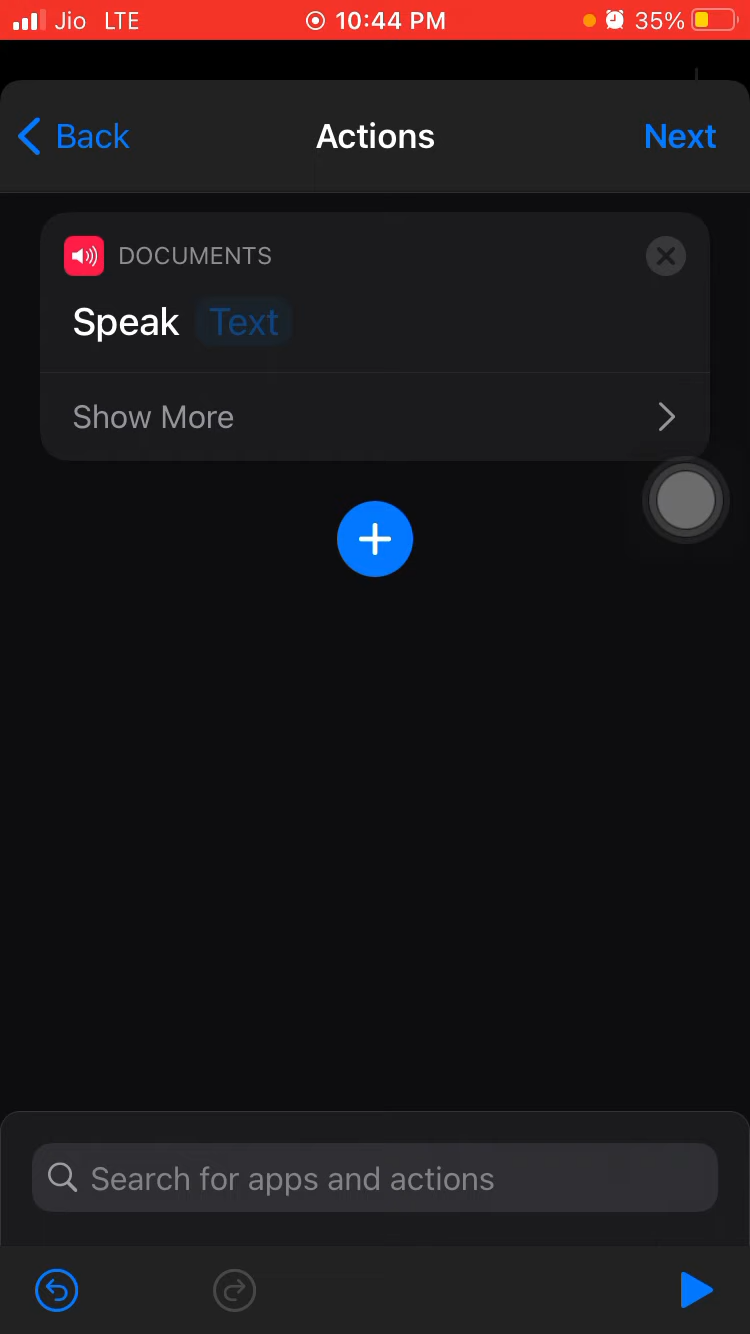 Jio LTE 10:44 PM 35%
Back Actions Next
DOCUMENTS
Speak Text
Show More
Search for apps and actions